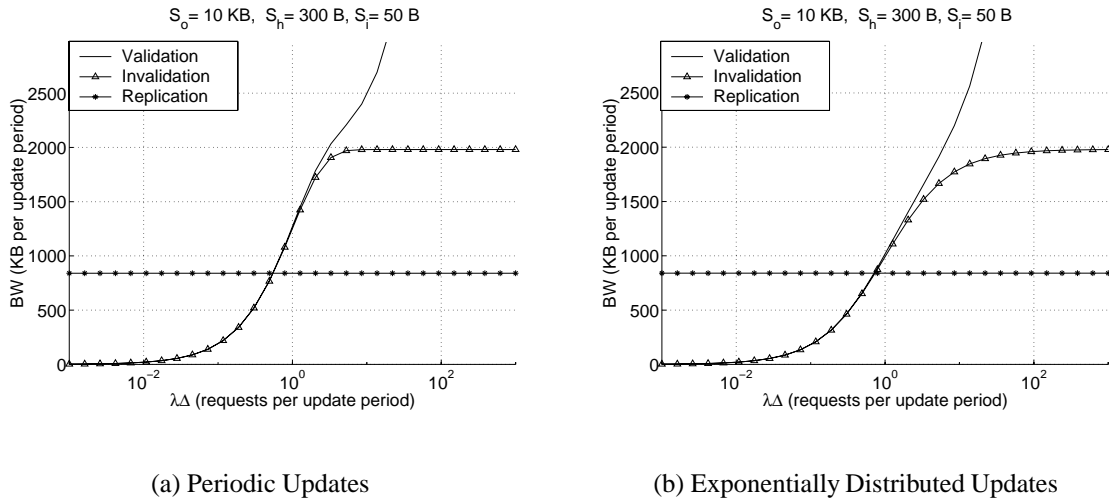 S_o = 10 KB, S_h = 300 B, S_i = 50 B
Validation
Invalidation
Replication
BW (KB per update period)
2500
2000
1500
1000
500
0
10^-2
10^0
10^2
λΔ (requests per update period)
(a) Periodic Updates
S_o = 10 KB, S_h = 300 B, S_i = 50 B
Validation
Invalidation
Replication
BW (KB per update period)
2500
2000
1500
1000
500
0
10^-2
10^0
10^2
λΔ (requests per update period)
(b) Exponentially Distributed Updates